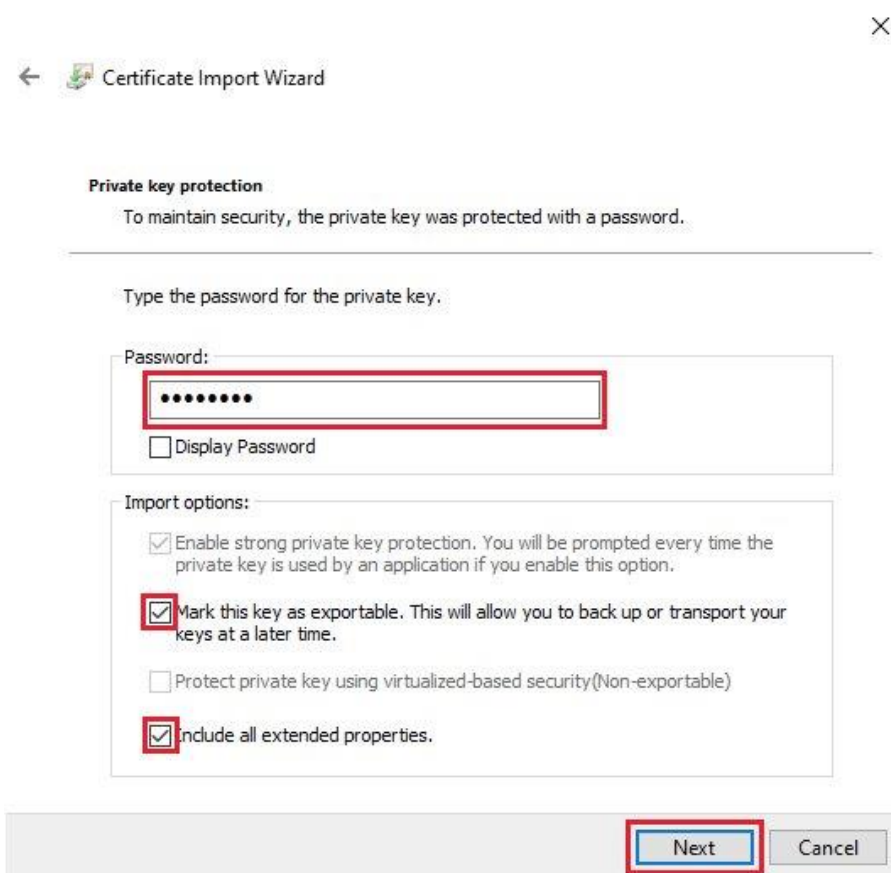 Certificate Import Wizard
Private key protection
To maintain security, the private key was protected with a password.
Type the password for the private key.
Password:
••••••••
Display Password
Import options:
Enable strong private key protection. You will be prompted every time the
private key is used by an application if you enable this option.
Mark this key as exportable. This will allow you to back up or transport your
keys at a later time.
Protect private key using virtualized-based security(Non-exportable)
Include all extended properties.
Next
Cancel